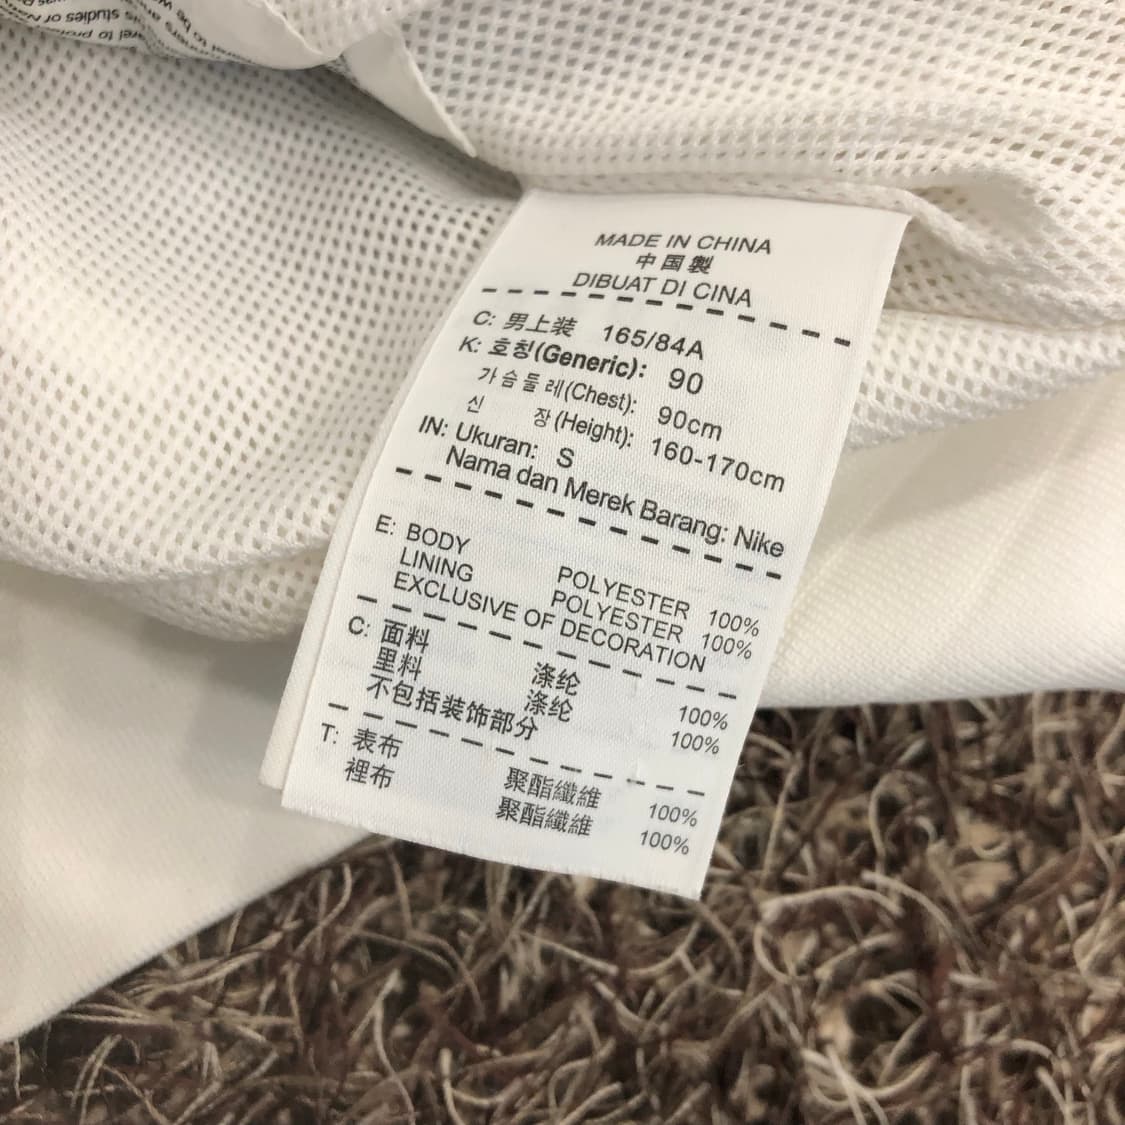 MADE IN CHINA
中国製
DIBUAT DI CINA
C: 男上装 165/84A
K: 호칭(Generic): 90
가슴둘레(Chest): 90cm
신 장(Height): 160-170cm
IN: Ukuran: S
Nama dan Merek Barang: Nike
E: BODY POLYESTER 100%
LINING POLYESTER 100%
EXCLUSIVE OF DECORATION
C: 面料 涤纶 100%
里料 涤纶 100%
不包括装饰部分
T: 表布 聚酯纖維 100%
裡布 聚酯纖維 100%